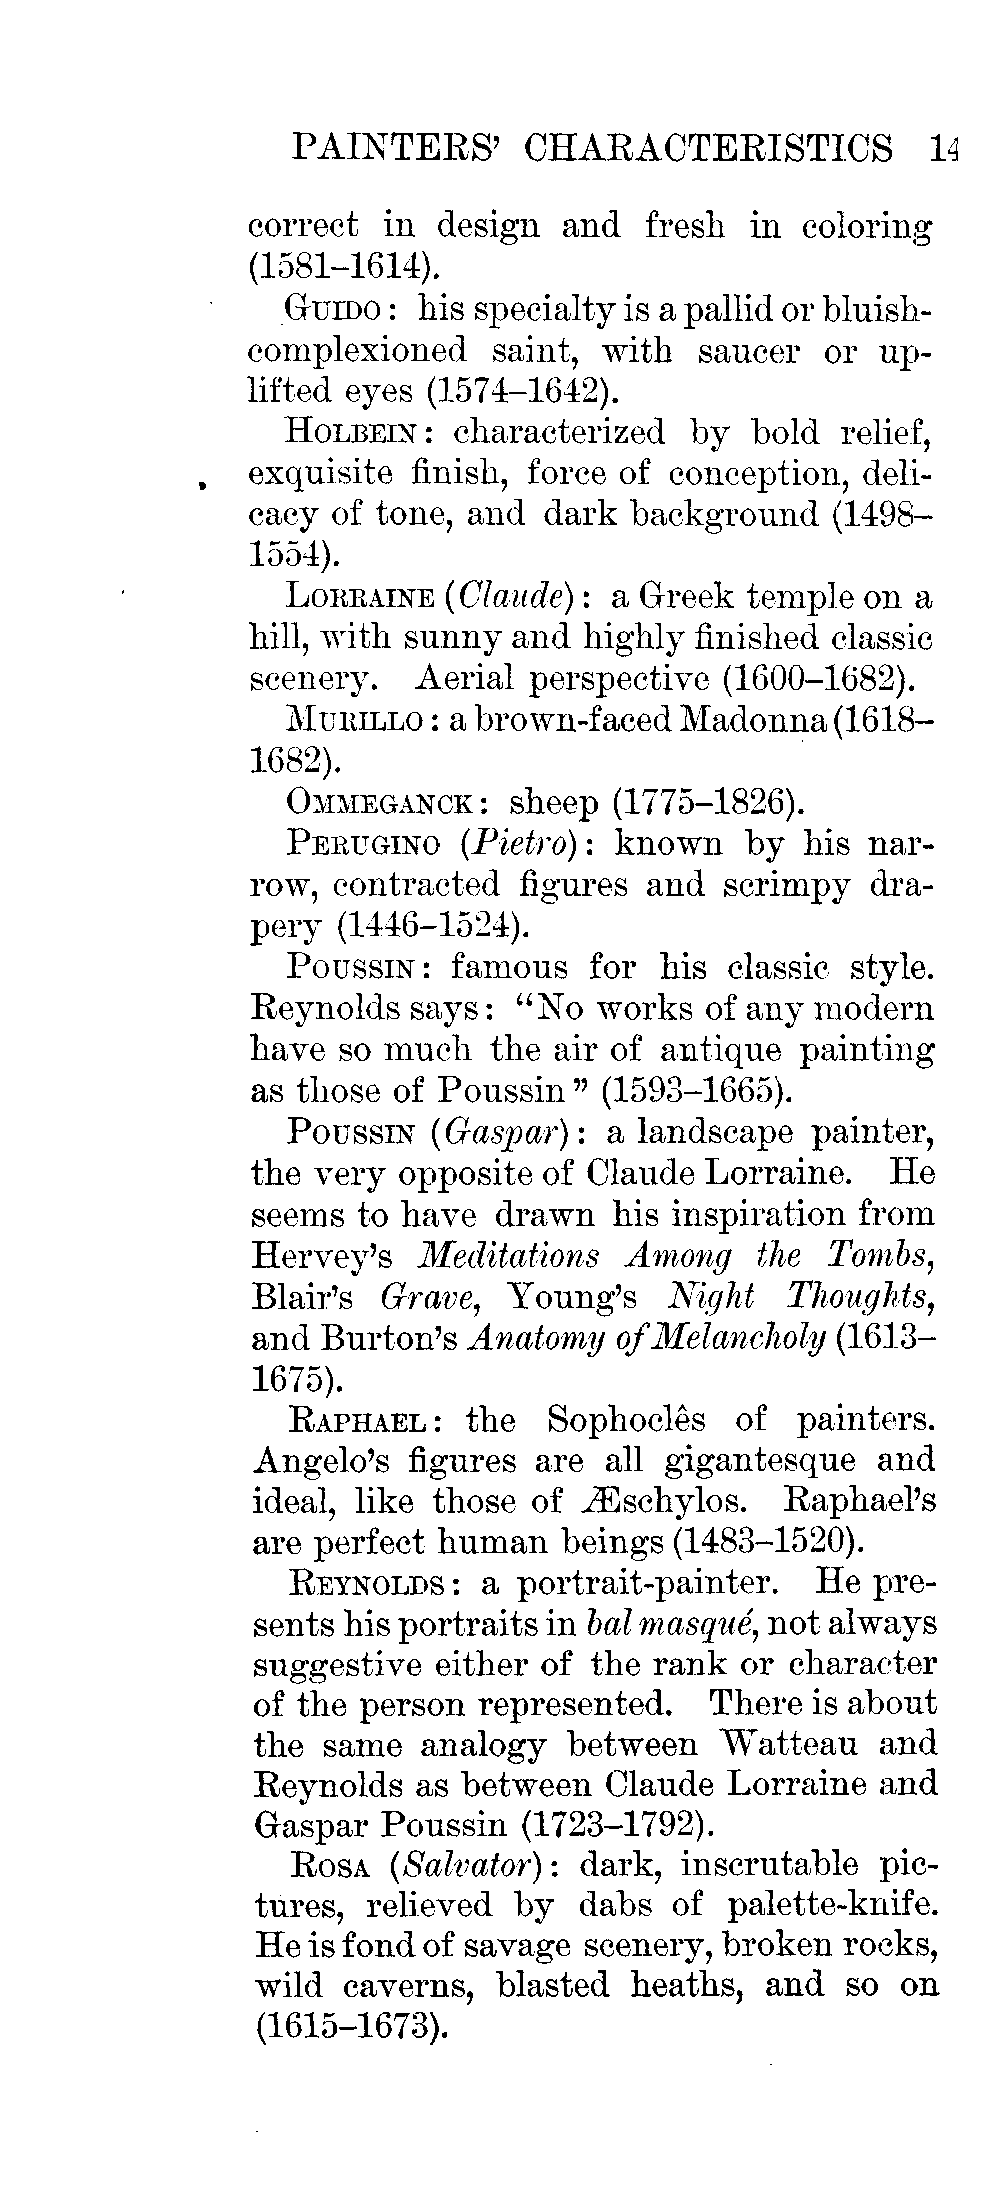 PAINTERS' CHARACTERISTICS 14
correct in design and fresh in coloring
(1581–1614).
GUIDO: his specialty is a pallid or bluish-
complexioned saint, with saucer or up-
lifted eyes (1574–1642).
HOLBEIN: characterized by bold relief,
exquisite finish, force of conception, deli-
cacy of tone, and dark background (1498–
1554).
LORRAINE (Claude): a Greek temple on a
hill, with sunny and highly finished classic
scenery. Aerial perspective (1600–1682).
MURILLO: a brown-faced Madonna (1618–
1682).
OMMEGANCK: sheep (1775–1826).
PERUGINO (Pietro): known by his nar-
row, contracted figures and scrimpy dra-
pery (1446–1524).
POUSSIN: famous for his classic style.
Reynolds says: "No works of any modern
have so much the air of antique painting
as those of Poussin" (1593–1665).
POUSSIN (Gaspar): a landscape painter,
the very opposite of Claude Lorraine. He
seems to have drawn his inspiration from
Hervey's Meditations Among the Tombs,
Blair's Grave, Young's Night Thoughts,
and Burton's Anatomy of Melancholy (1613–
1675).
RAPHAEL: the Sophoclês of painters.
Angelo's figures are all gigantesque and
ideal, like those of Æschylos. Raphael's
are perfect human beings (1483–1520).
REYNOLDS: a portrait-painter. He pre-
sents his portraits in bal masqué, not always
suggestive either of the rank or character
of the person represented. There is about
the same analogy between Watteau and
Reynolds as between Claude Lorraine and
Gaspar Poussin (1723–1792).
ROSA (Salvator): dark, inscrutable pic-
tures, relieved by dabs of palette-knife.
He is fond of savage scenery, broken rocks,
wild caverns, blasted heaths, and so on
(1615–1673).